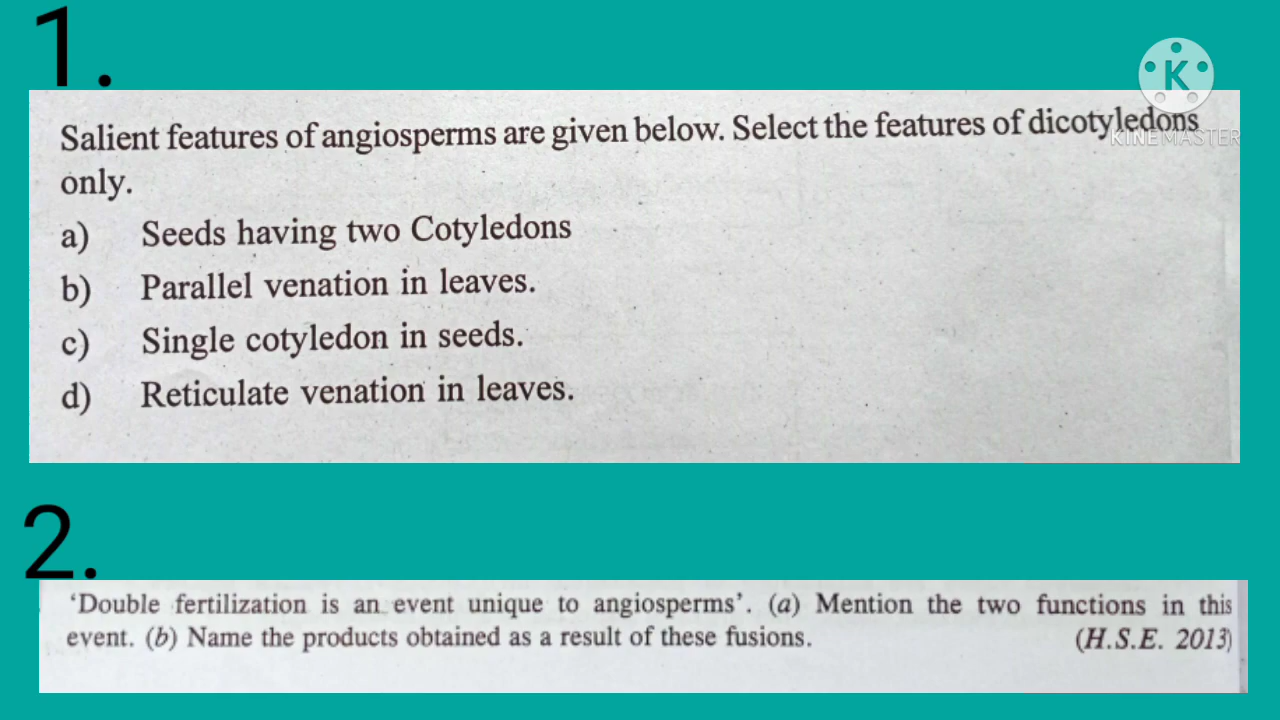 1.
K
KINEMASTER
Salient features of angiosperms are given below. Select the features of dicotyledons
only.
a) Seeds having two Cotyledons
b) Parallel venation in leaves.
c) Single cotyledon in seeds.
d) Reticulate venation in leaves.
2.
‘Double fertilization is an event unique to angiosperms’. (a) Mention the two functions in this
event. (b) Name the products obtained as a result of these fusions. (H.S.E. 2013)